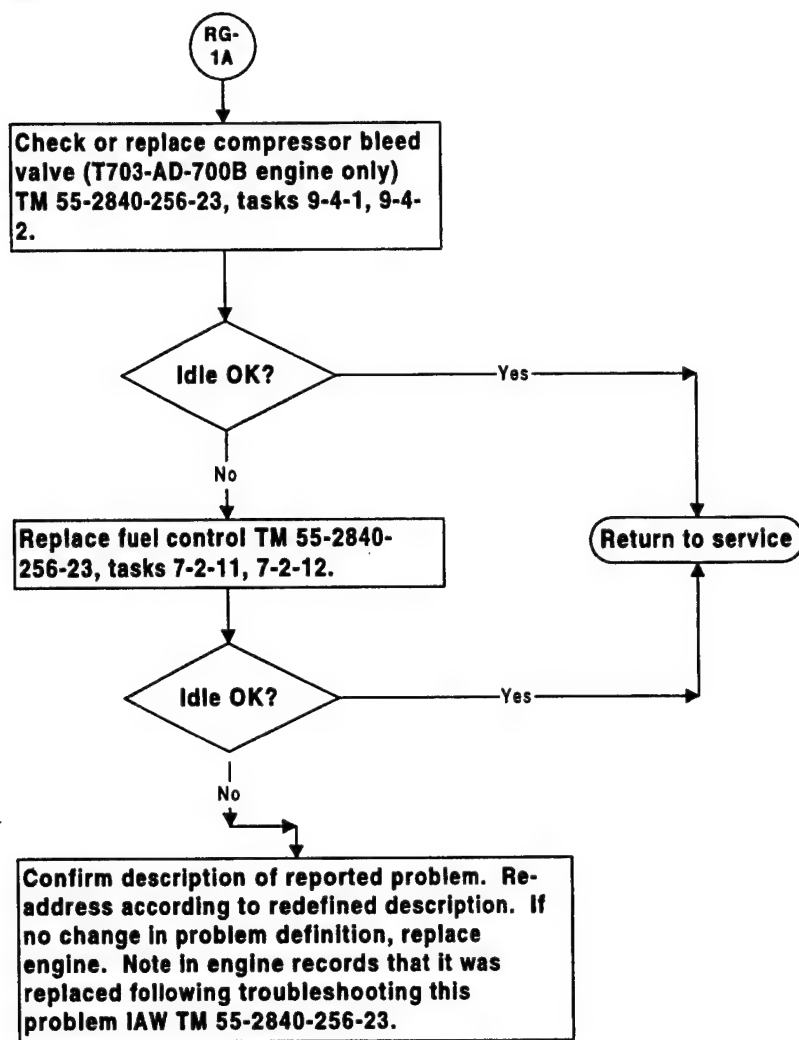 RG-
1A
Check or replace compressor bleed
valve (T703-AD-700B engine only)
TM 55-2840-256-23, tasks 9-4-1, 9-4-
2.
Idle OK?
Yes
No
Replace fuel control TM 55-2840-
256-23, tasks 7-2-11, 7-2-12.
Return to service
Idle OK?
Yes
No
Confirm description of reported problem. Re-
address according to redefined description. If
no change in problem definition, replace
engine. Note in engine records that it was
replaced following troubleshooting this
problem IAW TM 55-2840-256-23.